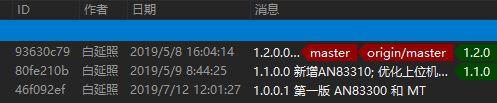 ID 作者 日期 消息
93630c79 白延照 2019/5/8 16:04:14 1.2.0.0... master origin/master 1.2.0
80fe210b 白延照 2019/5/9 8:44:25 1.1.0.0 新增AN83310; 优化上位机... 1.1.0
46f092ef 白延照 2019/7/12 12:01:27 1.0.0.1 第一版 AN83300 和 MT